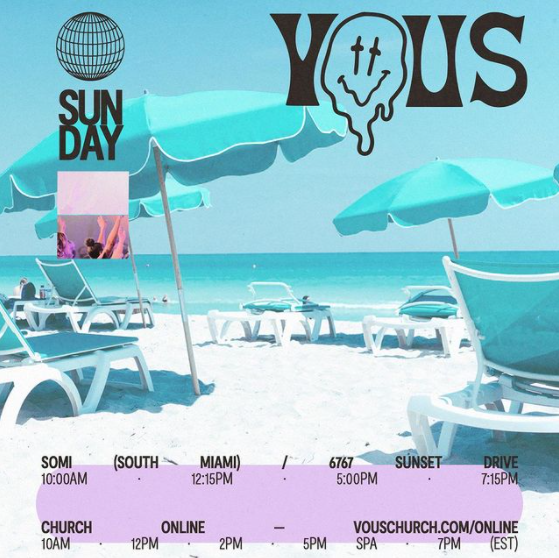 VOUS
SUN
DAY
SOMI (SOUTH MIAMI) / 6767 SUNSET DRIVE
10:00AM · 12:15PM · 5:00PM · 7:15PM
CHURCH ONLINE — VOUSCHURCH.COM/ONLINE
10AM · 12PM · 2PM · 5PM SPA · 7PM (EST)